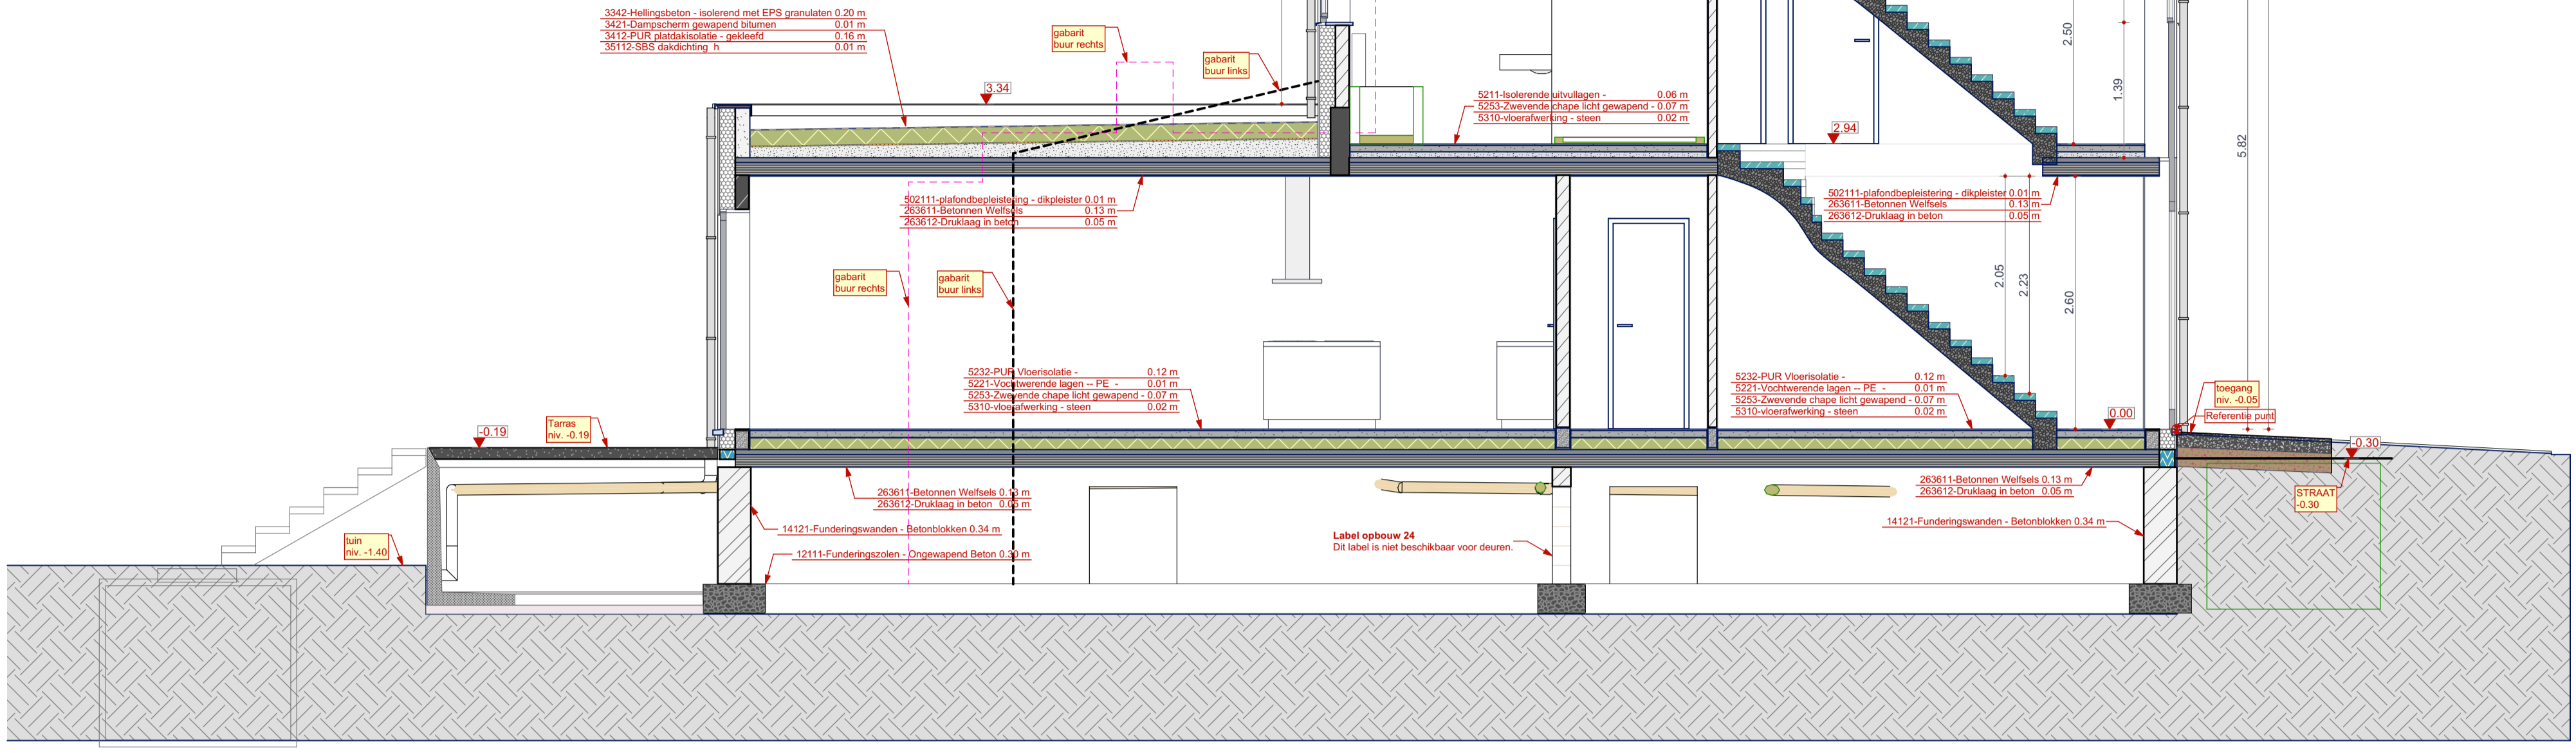 3342-Hellingsbeton - isolerend met EPS granulaten 0.20 m
3421-Dampscherm gewapend bitumen 0.01 m
3412-PUR platdakisolatie - gekleefd 0.16 m
35112-SBS dakdichting h 0.01 m
gabarit
buur rechts
gabarit
buur links
3.34
5211-Isolerende uitvullagen - 0.06 m
5253-Zwevende chape licht gewapend - 0.07 m
5310-vloerafwerking - steen 0.02 m
2.94
2.50
1.39
5.82
502111-plafondbepleistering - dikpleister 0.01 m
263611-Betonnen Welfsels 0.13 m
263612-Druklaag in beton 0.05 m
502111-plafondbepleistering - dikpleister 0.01 m
263611-Betonnen Welfsels 0.13 m
263612-Druklaag in beton 0.05 m
gabarit
buur rechts
gabarit
buur links
2.05
2.23
2.60
5232-PUR Vloerisolatie - 0.12 m
5221-Vochtwerende lagen -- PE - 0.01 m
5253-Zwevende chape licht gewapend - 0.07 m
5310-vloerafwerking - steen 0.02 m
5232-PUR Vloerisolatie - 0.12 m
5221-Vochtwerende lagen -- PE - 0.01 m
5253-Zwevende chape licht gewapend - 0.07 m
5310-vloerafwerking - steen 0.02 m
toegang
niv. -0.05
Referentie punt
0.00
-0.19
Tarras
niv. -0.19
-0.30
STRAAT
-0.30
263611-Betonnen Welfsels 0.13 m
263612-Druklaag in beton 0.05 m
263611-Betonnen Welfsels 0.13 m
263612-Druklaag in beton 0.05 m
14121-Funderingswanden - Betonblokken 0.34 m
14121-Funderingswanden - Betonblokken 0.34 m
tuin
niv. -1.40
Label opbouw 24
Dit label is niet beschikbaar voor deuren.
12111-Funderingszolen - Ongewapend Beton 0.30 m